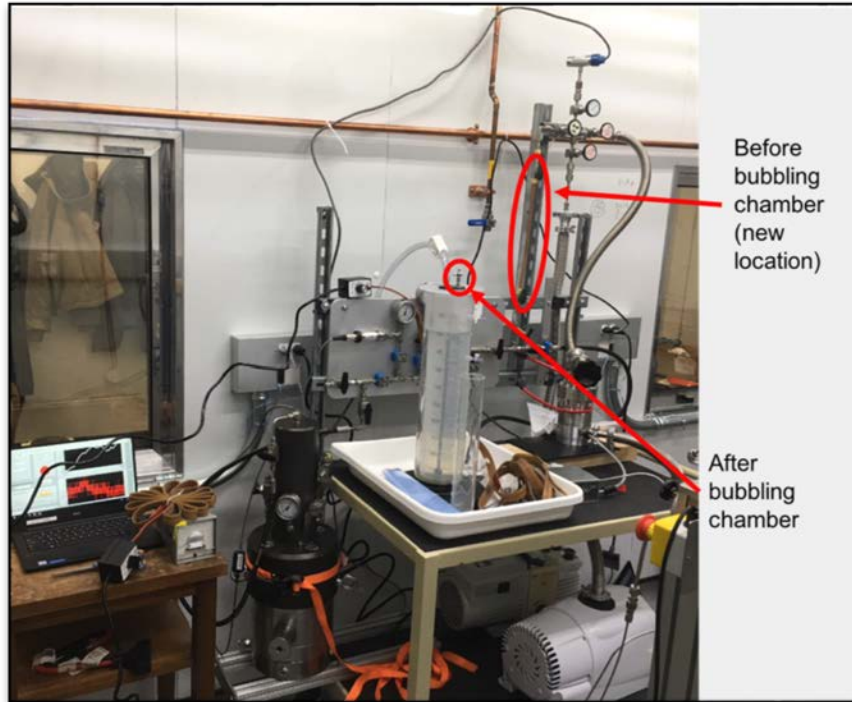 Before
bubbling
chamber
(new
location)
After
bubbling
chamber